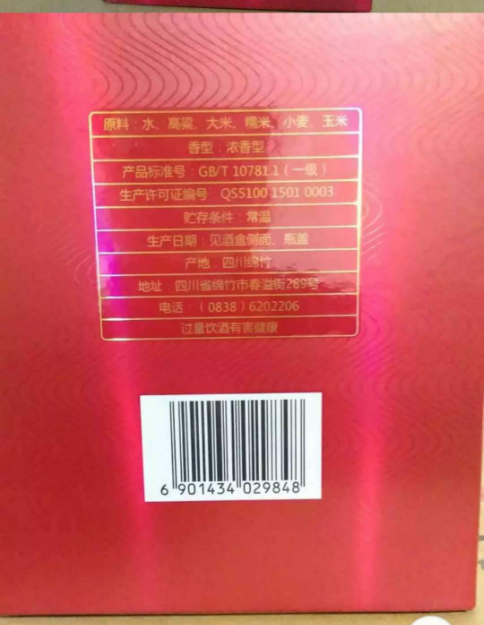 原料：水、高粱、大米、糯米、小麦、玉米
香型：浓香型
产品标准号：GB/T 10781.1（一级）
生产许可证编号 QS5100 1501 0003
贮存条件：常温
生产日期：见酒盒侧面、瓶盖
产地：四川绵竹
地址 四川省绵竹市春溢街289号
电话：（0838）6202206
过量饮酒有害健康
6 901434 029848